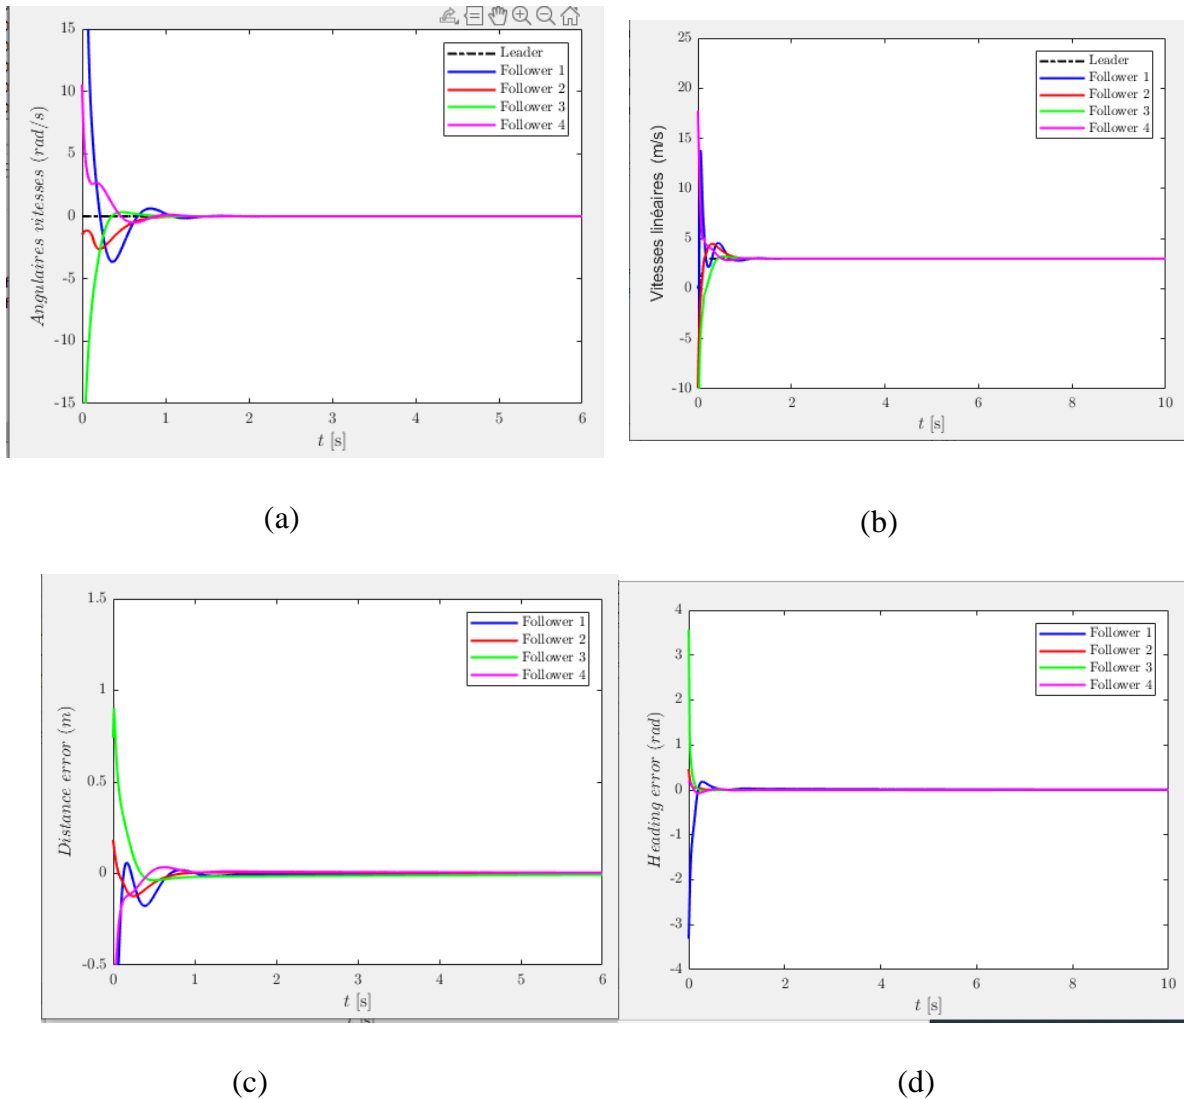 15
10
5
0
-5
-10
-15
0 1 2 3 4 5 6
t [s]
Angulaires vitesses (rad/s)
Leader
Follower 1
Follower 2
Follower 3
Follower 4
(a)
25
20
15
10
5
0
-5
-10
0 2 4 6 8 10
t [s]
Vitesses linéaires (m/s)
Leader
Follower 1
Follower 2
Follower 3
Follower 4
(b)
1.5
1
0.5
0
-0.5
0 1 2 3 4 5 6
t [s]
Distance error (m)
Follower 1
Follower 2
Follower 3
Follower 4
(c)
4
3
2
1
0
-1
-2
-3
-4
0 2 4 6 8 10
t [s]
Heading error (rad)
Follower 1
Follower 2
Follower 3
Follower 4
(d)